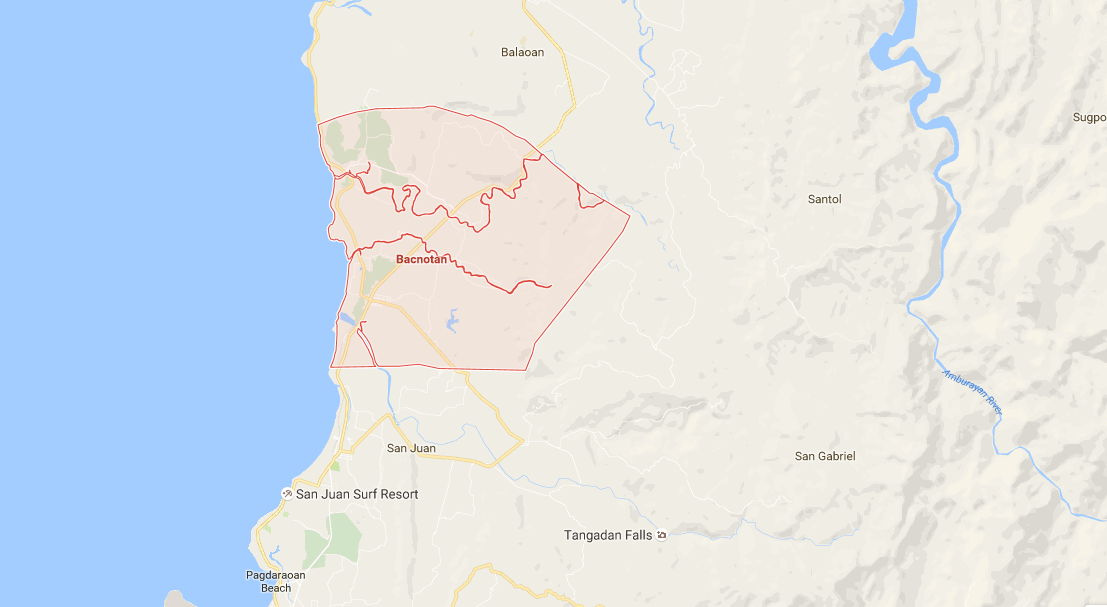 Balaoan
Sugpo
Santol
Bacnotan
Amburayan River
San Juan
San Gabriel
San Juan Surf Resort
Tangadan Falls
Pagdaraoan
Beach